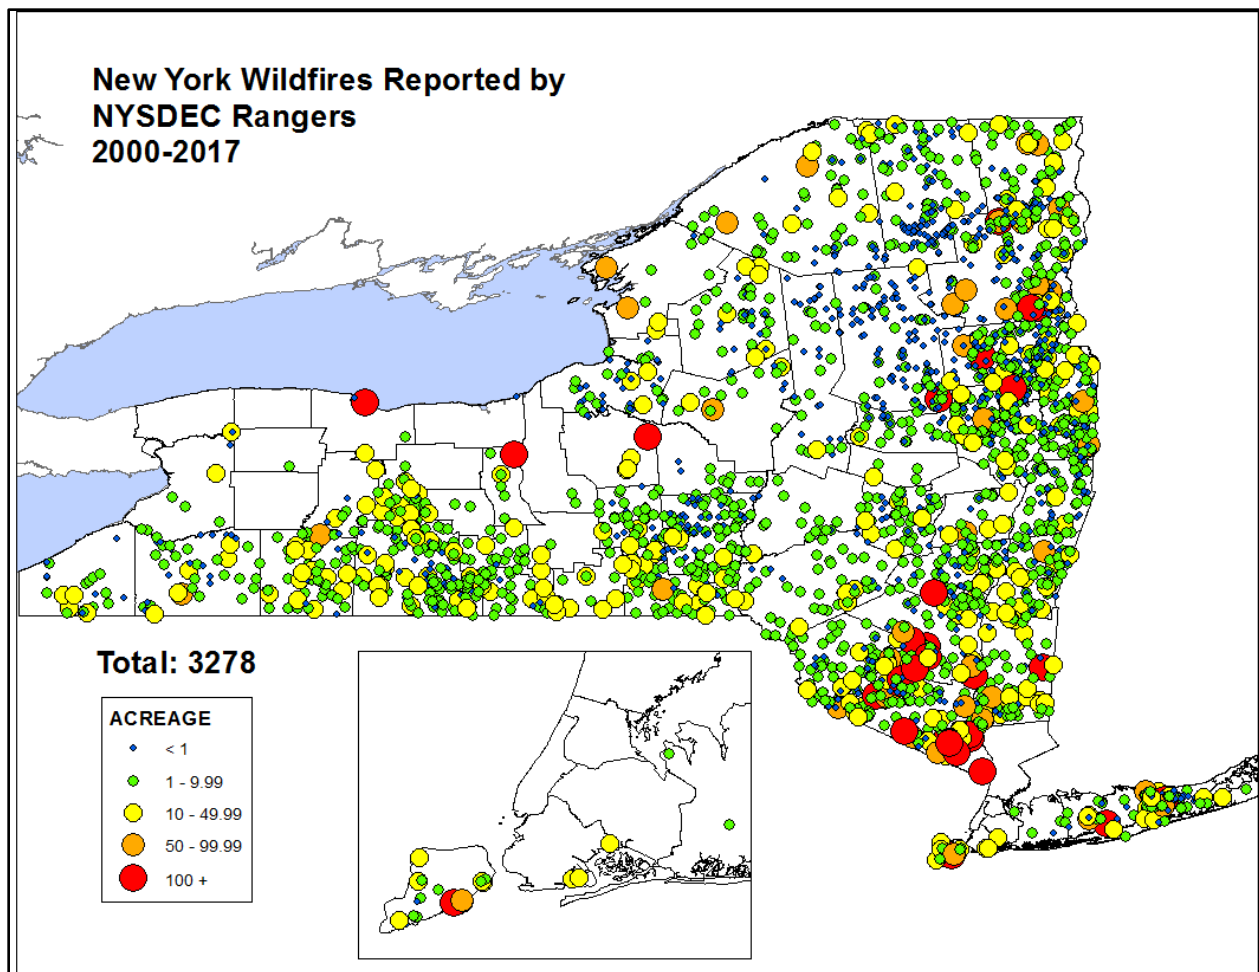 New York Wildfires Reported by
NYSDEC Rangers
2000-2017
Total: 3278
ACREAGE
< 1
1 - 9.99
10 - 49.99
50 - 99.99
100 +